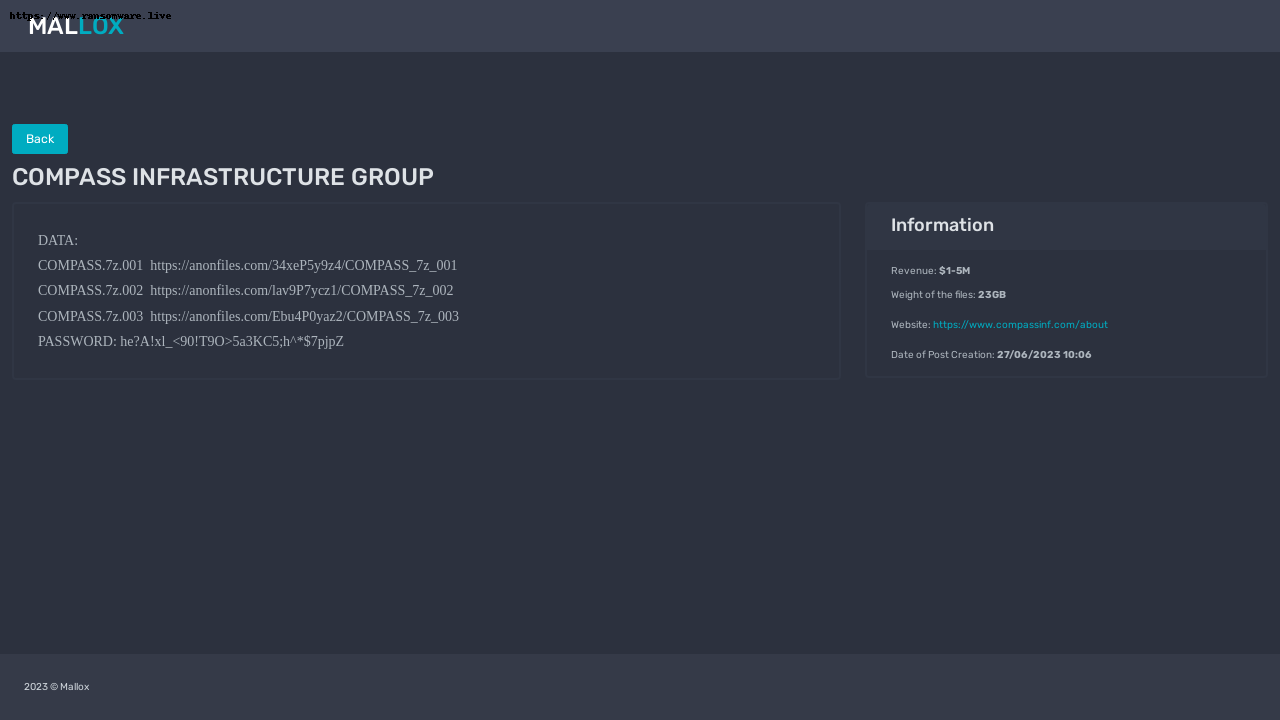 https://www.ransomware.live
MALLOX
Back
COMPASS INFRASTRUCTURE GROUP
DATA:
COMPASS.7z.001 https://anonfiles.com/34xeP5y9z4/COMPASS_7z_001
COMPASS.7z.002 https://anonfiles.com/lav9P7ycz1/COMPASS_7z_002
COMPASS.7z.003 https://anonfiles.com/Ebu4P0yaz2/COMPASS_7z_003
PASSWORD: he?A!xl_<90!T9O>5a3KC5;h^*$7pjpZ
Information
Revenue: $1-5M
Weight of the files: 23GB
Website: https://www.compassinf.com/about
Date of Post Creation: 27/06/2023 10:06
2023 © Mallox